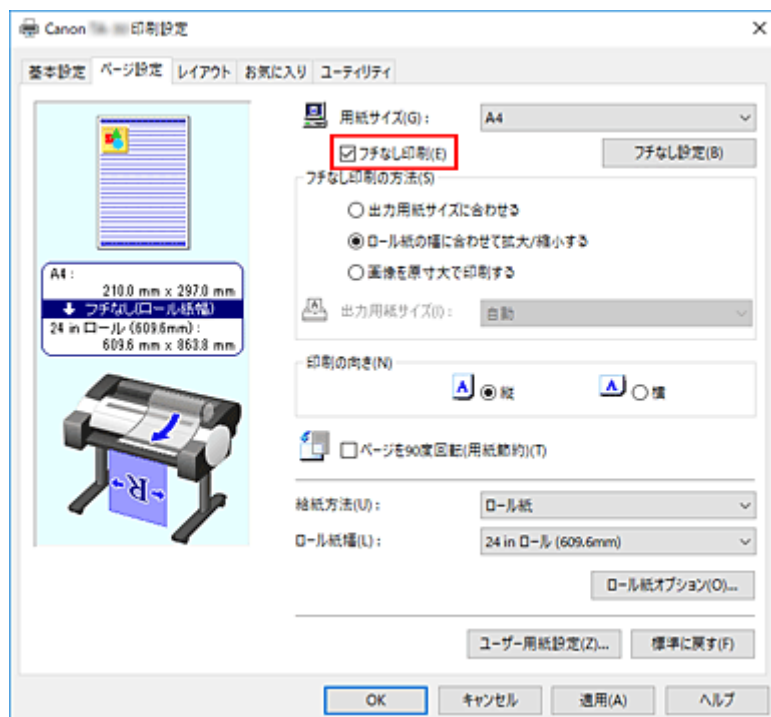 Canon 印刷設定
基本設定 ページ設定 レイアウト お気に入り ユーティリティ
A4 :
210.0 mm x 297.0 mm
フチなし(ロール紙幅)
24 in ロール (609.6mm) :
609.6 mm x 863.8 mm
R
用紙サイズ(G) : A4
フチなし印刷(E) フチなし設定(B)
フチなし印刷の方法(S)
出力用紙サイズに合わせる
ロール紙の幅に合わせて拡大/縮小する
画像を原寸大で印刷する
出力用紙サイズ(I) : 自動
印刷の向き(N)
A 縦 A 横
ページを90度回転(用紙節約)(T)
給紙方法(U) : ロール紙
ロール紙幅(L) : 24 in ロール (609.6mm)
ロール紙オプション(O)...
ユーザー用紙設定(Z)... 標準に戻す(F)
OK キャンセル 適用(A) ヘルプ